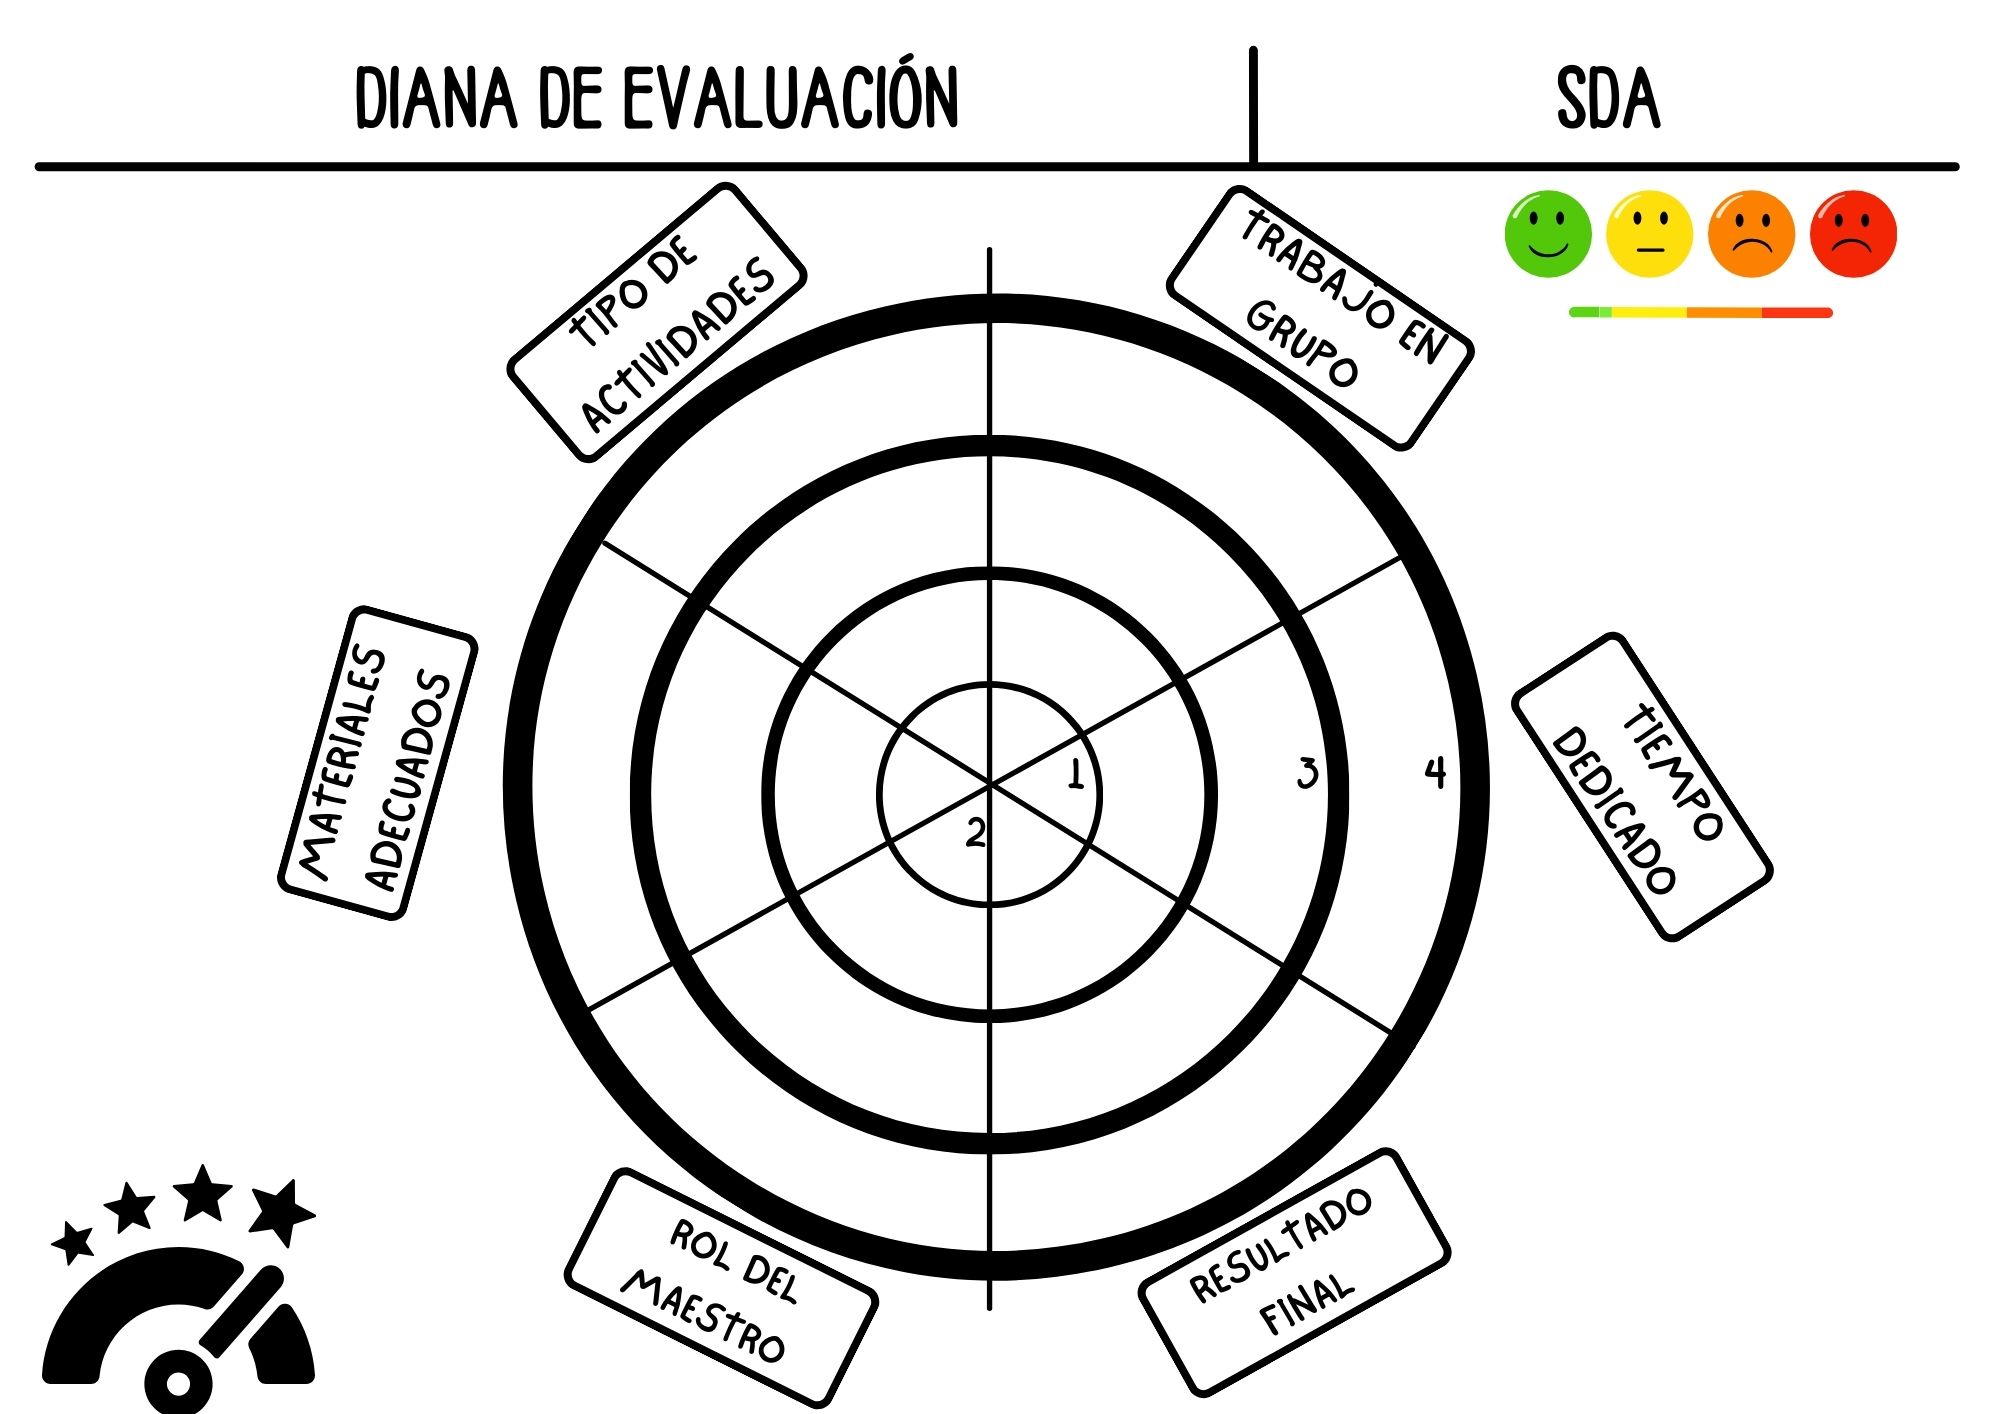 DIANA DE EVALUACIÓN
SDA
TIPO DE
ACTIVIDADES
TRABAJO EN
GRUPO
MATERIALES
ADECUADOS
TIEMPO
DEDICADO
1
2
3
4
ROL DEL
MAESTRO
RESULTADO
FINAL